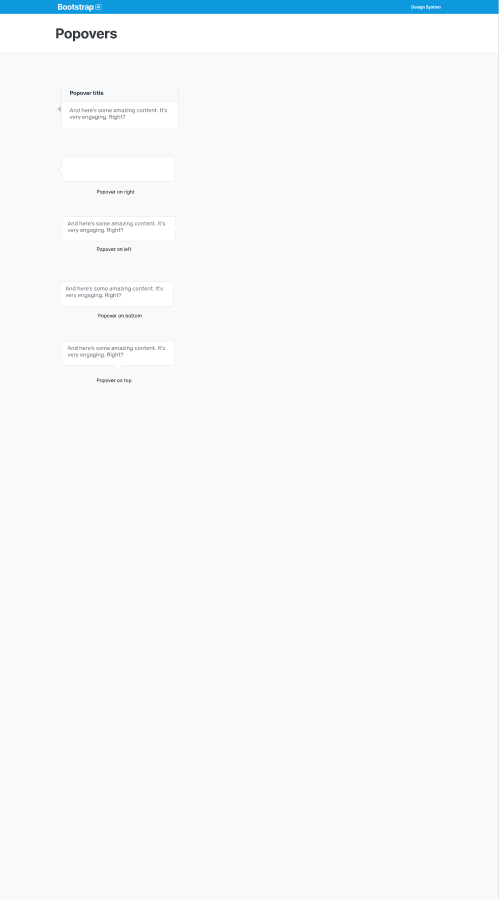 Bootstrap
Design System
Popovers
Popover title
And here's some amazing content. It's
very engaging. Right?
Popover on right
And here's some amazing content. It's
very engaging. Right?
Popover on left
And here's some amazing content. It's
very engaging. Right?
Popover on bottom
And here's some amazing content. It's
very engaging. Right?
Popover on top